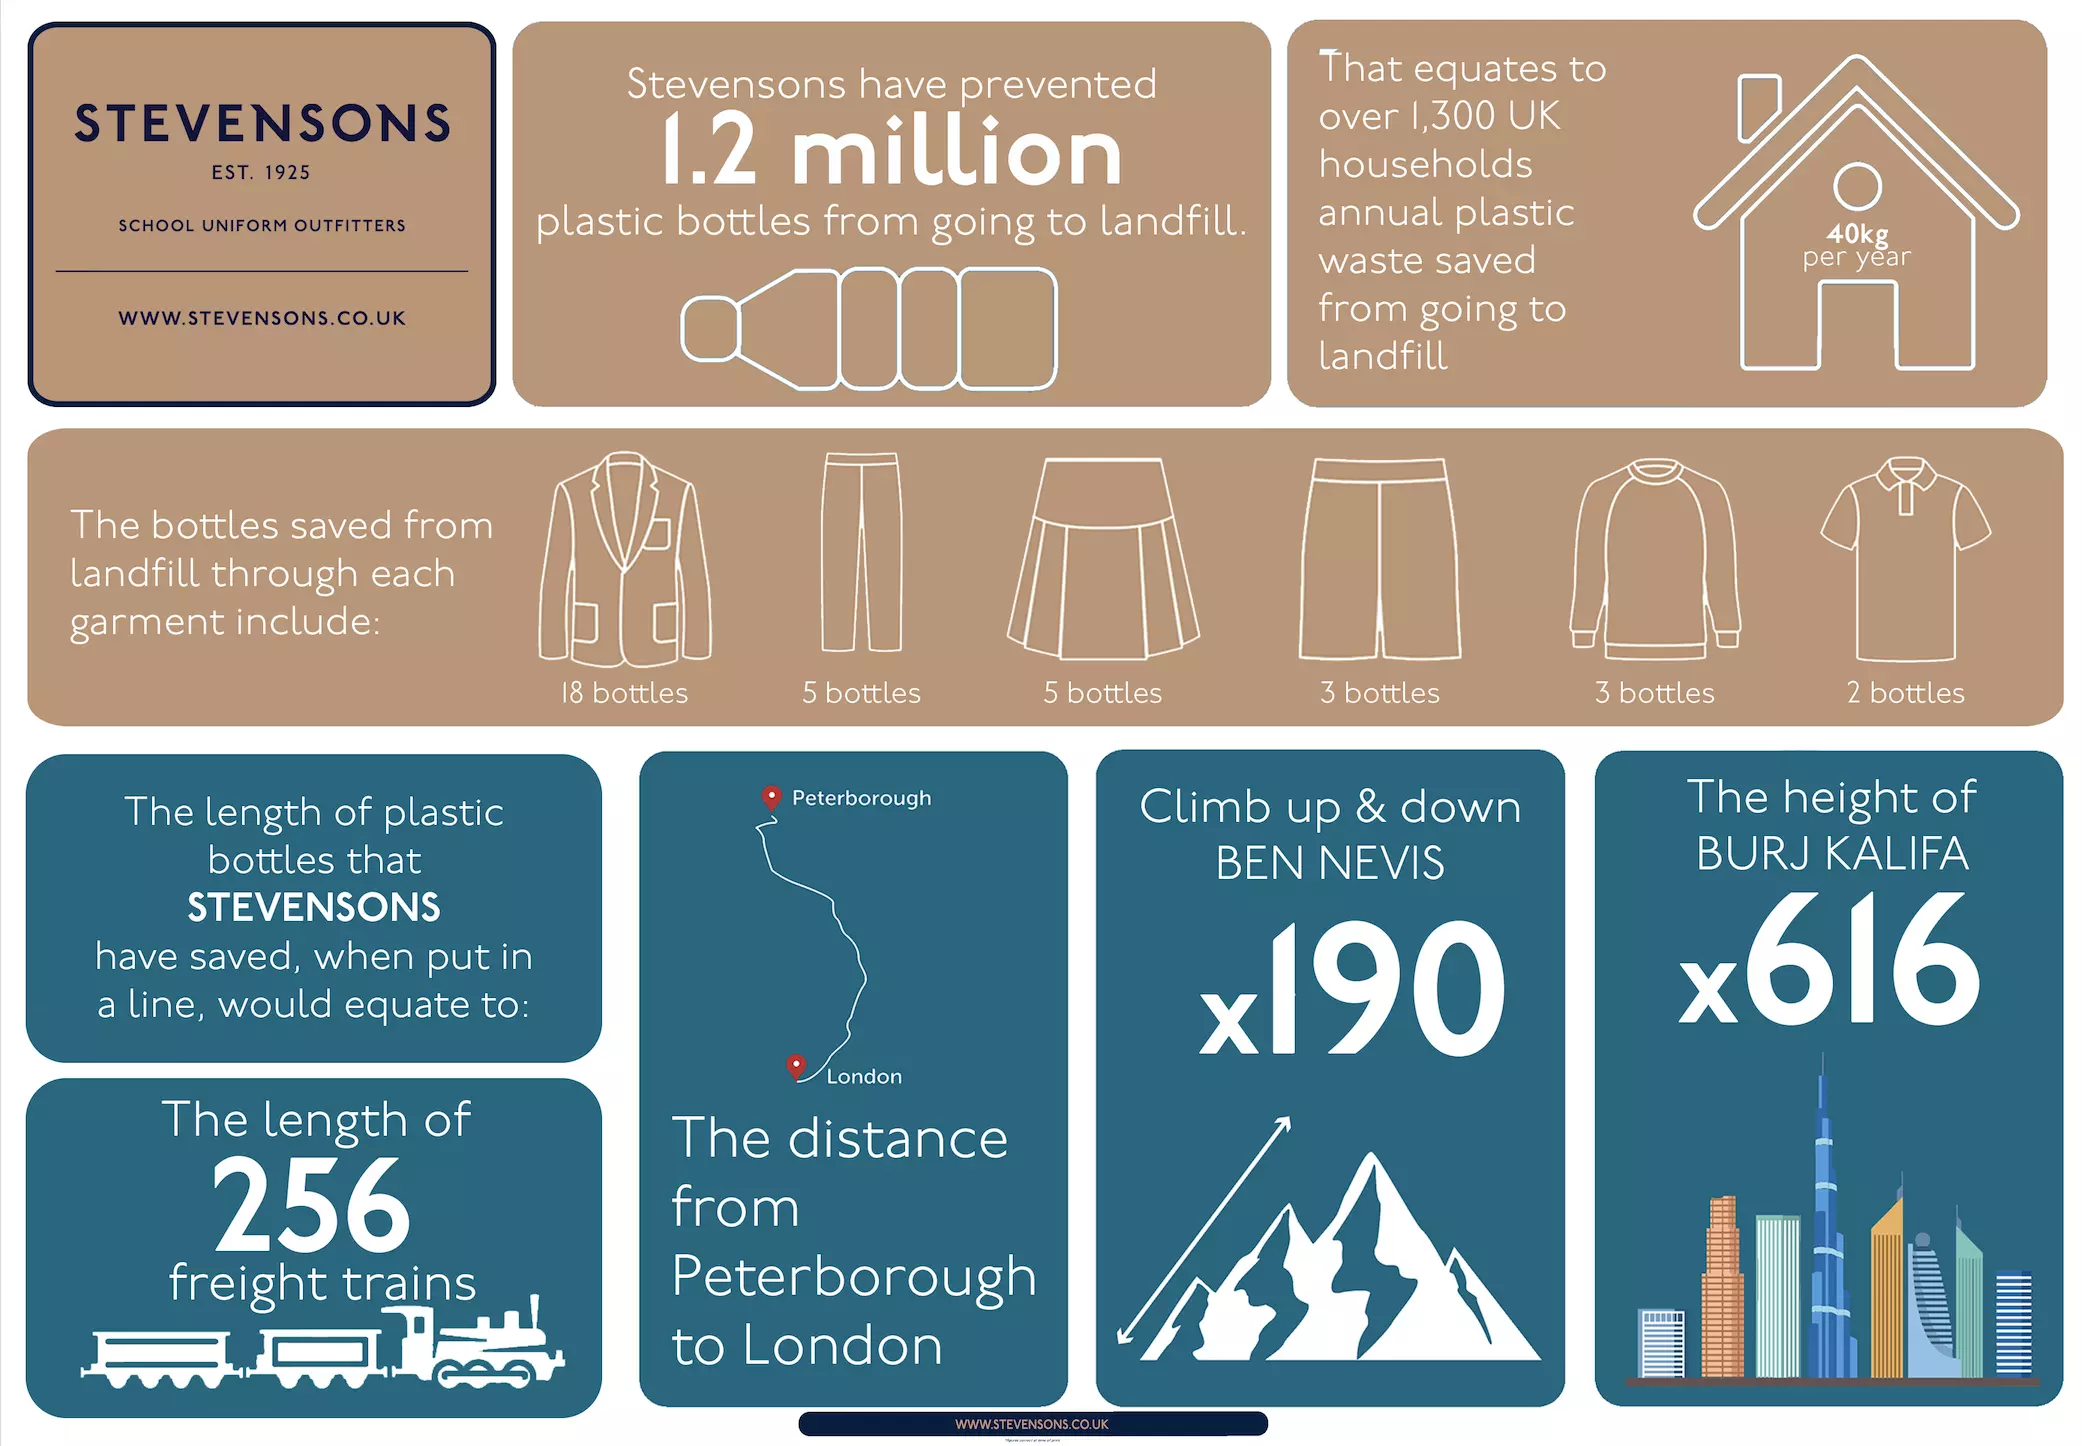 STEVENSONS
EST. 1925
SCHOOL UNIFORM OUTFITTERS
WWW.STEVENSONS.CO.UK
Stevensons have prevented
1.2 million
plastic bottles from going to landfill.
That equates to
over 1,300 UK
households
annual plastic
waste saved
from going to
landfill
40kg
per year
The bottles saved from
landfill through each
garment include:
18 bottles
5 bottles
5 bottles
3 bottles
3 bottles
2 bottles
The length of plastic
bottles that
STEVENSONS
have saved, when put in
a line, would equate to:
The length of
256
freight trains
Peterborough
London
The distance
from
Peterborough
to London
Climb up & down
BEN NEVIS
x190
The height of
BURJ KALIFA
x616
WWW.STEVENSONS.CO.UK